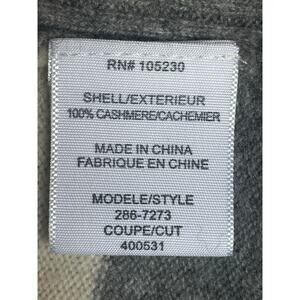 RN# 105230
SHELL/EXTERIEUR
100% CASHMERE/CACHEMIER
MADE IN CHINA
FABRIQUE EN CHINE
MODELE/STYLE
286-7273
COUPE/CUT
400531